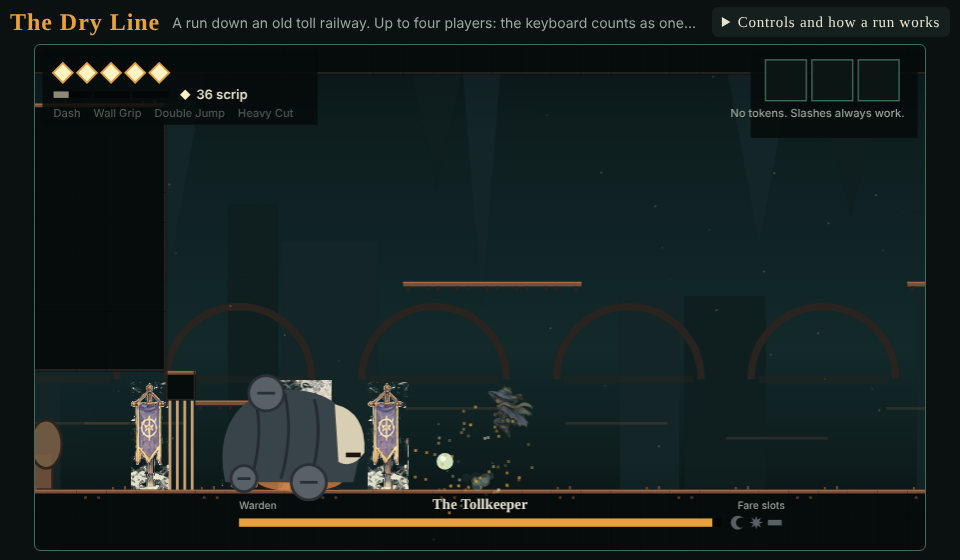 The Dry Line
A run down an old toll railway. Up to four players: the keyboard counts as one...
Controls and how a run works
36 scrip
Dash Wall Grip Double Jump Heavy Cut
No tokens. Slashes always work.
Warden
The Tollkeeper
Fare slots